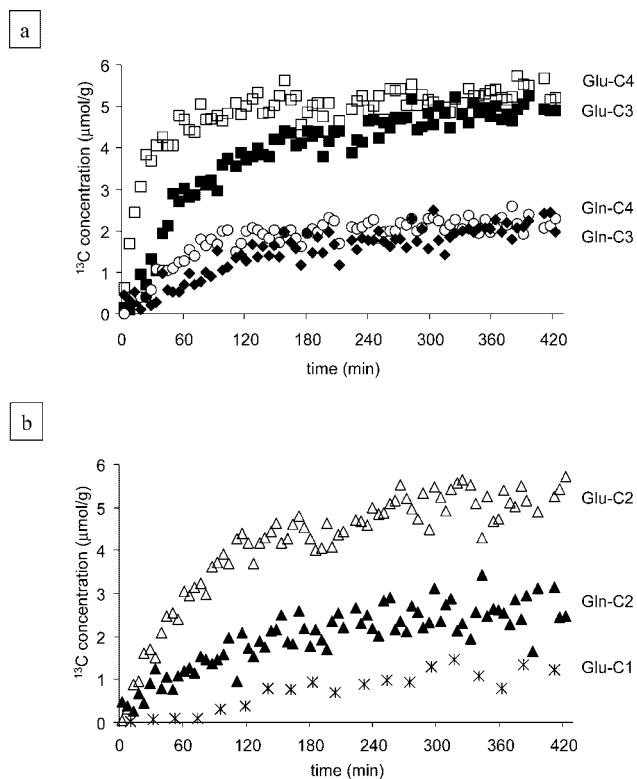 a
6
5
4
3
2
1
0
¹³C concentration (μmol/g)
Glu-C4
Glu-C3
Gln-C4
Gln-C3
0 60 120 180 240 300 360 420
time (min)
b
6
5
4
3
2
1
0
¹³C concentration (μmol/g)
Glu-C2
Gln-C2
Glu-C1
0 60 120 180 240 300 360 420
time (min)